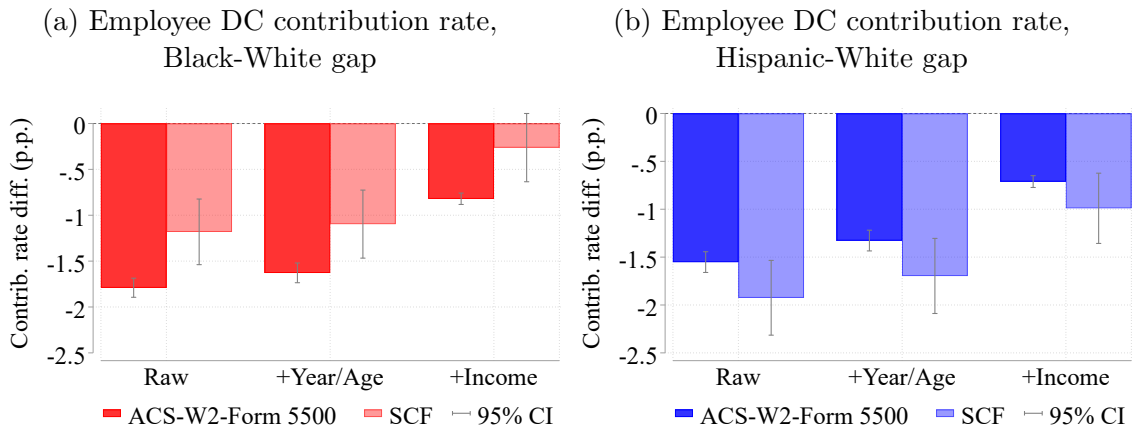 (a) Employee DC contribution rate,
Black-White gap
Contrib. rate diff. (p.p.)
0
-.5
-1
-1.5
-2
-2.5
Raw
+Year/Age
+Income
ACS-W2-Form 5500
SCF
95% CI
(b) Employee DC contribution rate,
Hispanic-White gap
Contrib. rate diff. (p.p.)
0
-.5
-1
-1.5
-2
-2.5
Raw
+Year/Age
+Income
ACS-W2-Form 5500
SCF
95% CI